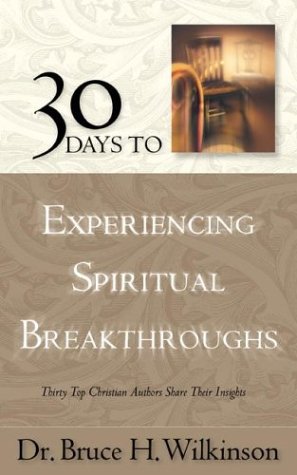 30
DAYS TO
EXPERIENCING
SPIRITUAL
BREAKTHROUGHS
Thirty Top Christian Authors Share Their Insights
Dr. Bruce H. Wilkinson